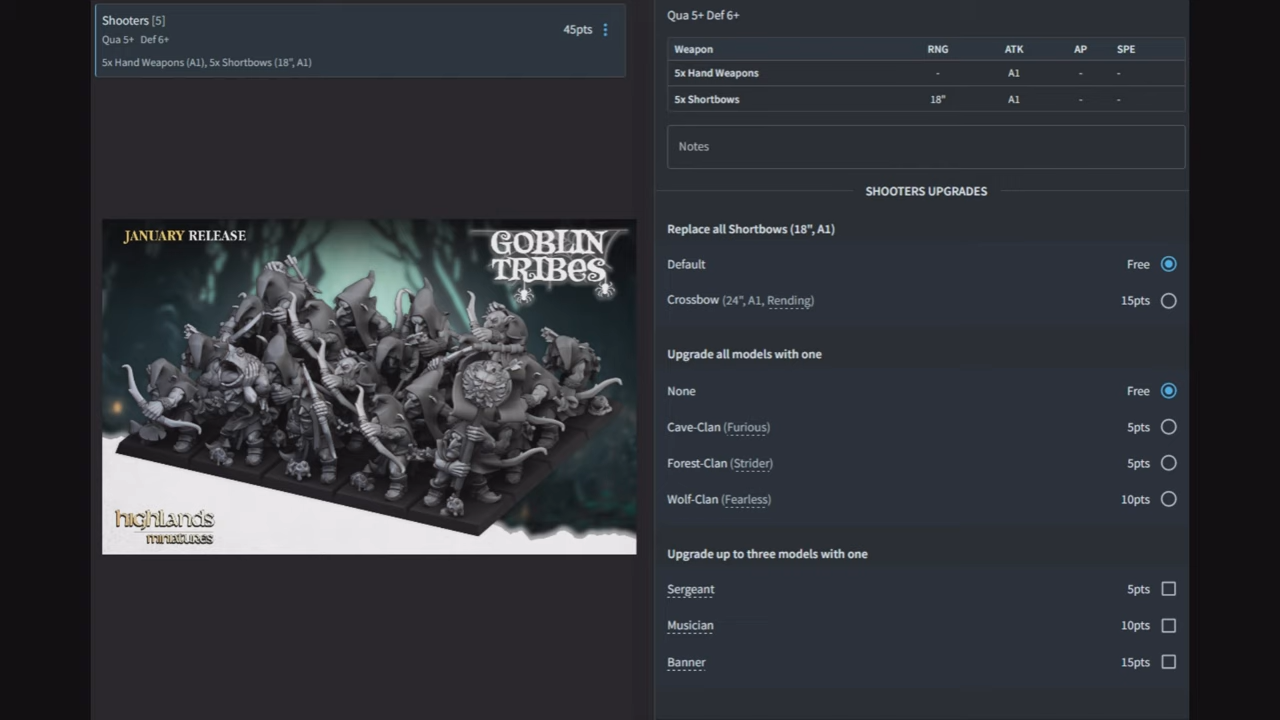 Shooters [5]
Qua 5+ Def 6+
5x Hand Weapons (A1), 5x Shortbows (18", A1)
45pts
JANUARY RELEASE
GOBLIN
TRIBES
highlands
miniatures
Qua 5+ Def 6+
Weapon RNG ATK AP SPE
5x Hand Weapons - A1 - -
5x Shortbows 18" A1 - -
Notes
SHOOTERS UPGRADES
Replace all Shortbows (18", A1)
Default Free
Crossbow (24", A1, Rending) 15pts
Upgrade all models with one
None Free
Cave-Clan (Furious) 5pts
Forest-Clan (Strider) 5pts
Wolf-Clan (Fearless) 10pts
Upgrade up to three models with one
Sergeant 5pts
Musician 10pts
Banner 15pts